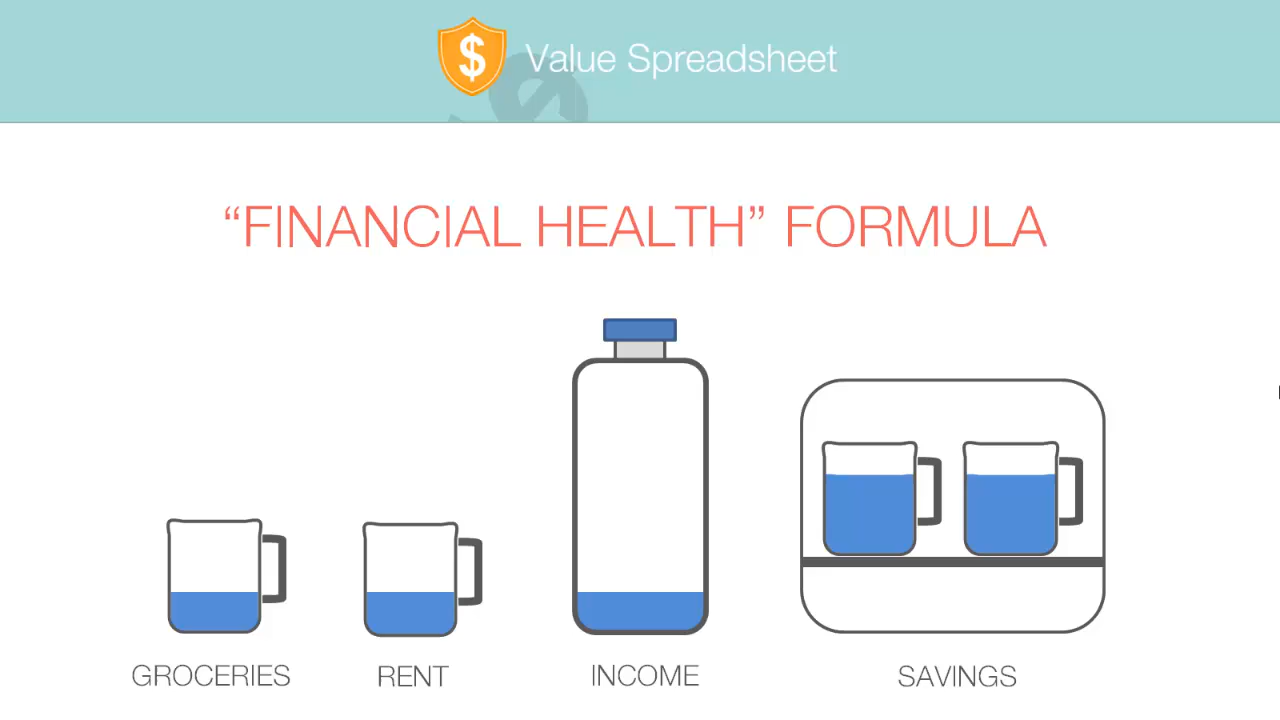 $ Value Spreadsheet
“FINANCIAL HEALTH” FORMULA
GROCERIES RENT INCOME SAVINGS